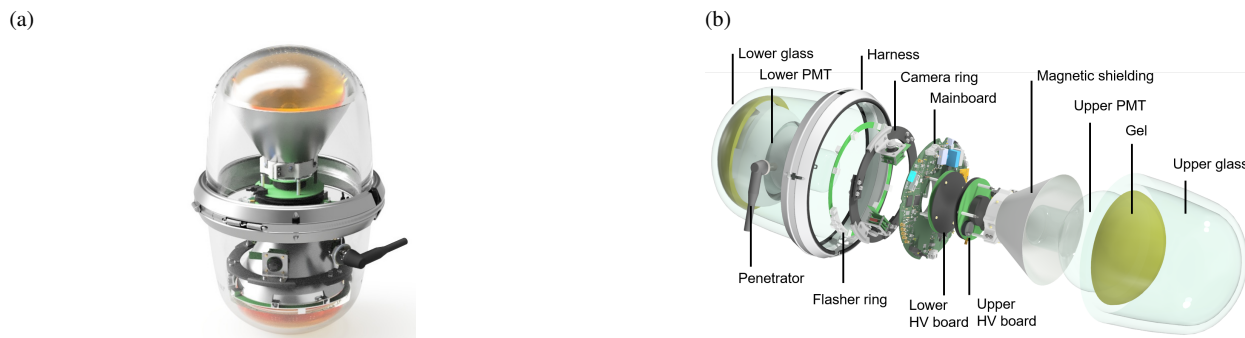 (a)
(b)
Lower glass
Harness
Lower PMT
Camera ring
Magnetic shielding
Mainboard
Upper PMT
Gel
Upper glass
Penetrator
Flasher ring
Lower
HV board
Upper
HV board